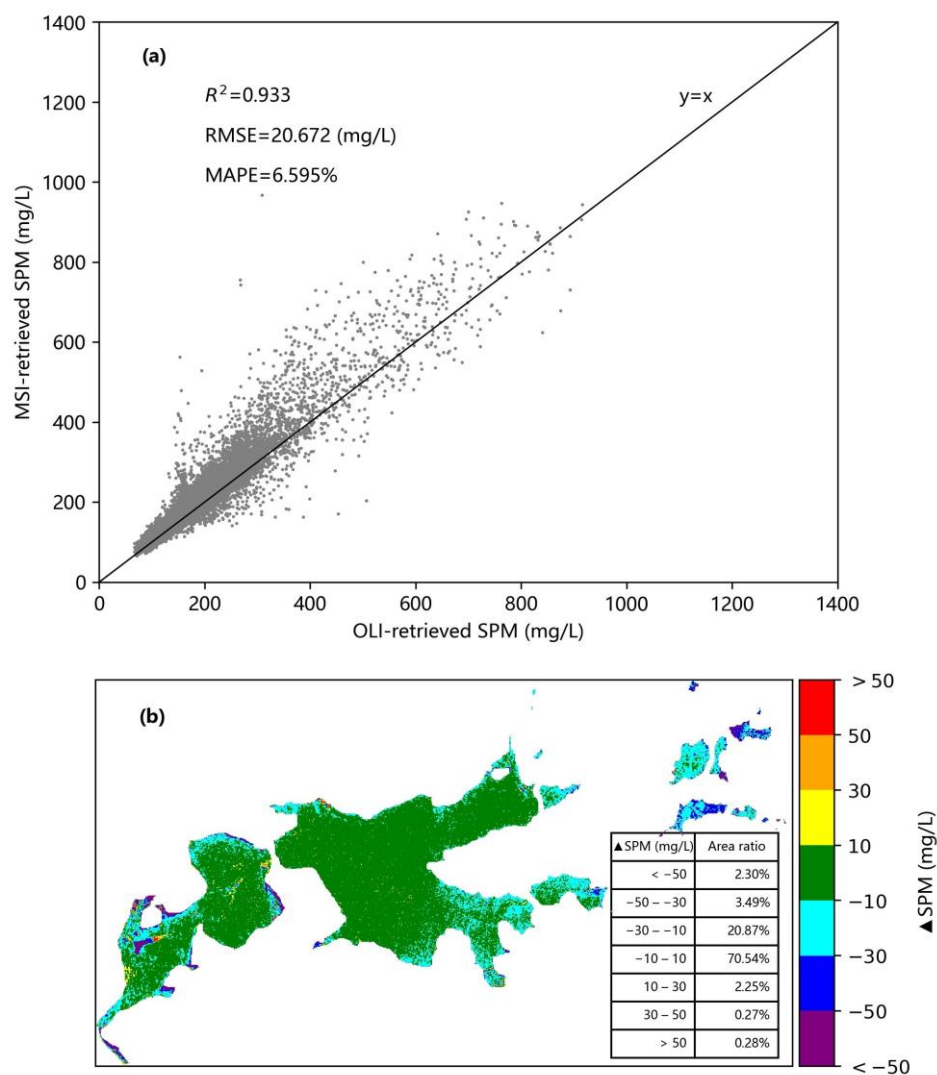 1400
(a)
R²=0.933
1200
y=x
RMSE=20.672 (mg/L)
MAPE=6.595%
1000
800
600
400
200
0
MSI-retrieved SPM (mg/L)
0 200 400 600 800 1000 1200 1400
OLI-retrieved SPM (mg/L)
(b)
> 50
50
30
10
−10
−30
−50
< −50
▲SPM (mg/L)
▲SPM (mg/L) Area ratio
< −50 2.30%
−50 – −30 3.49%
−30 – −10 20.87%
−10 – 10 70.54%
10 – 30 2.25%
30 – 50 0.27%
> 50 0.28%